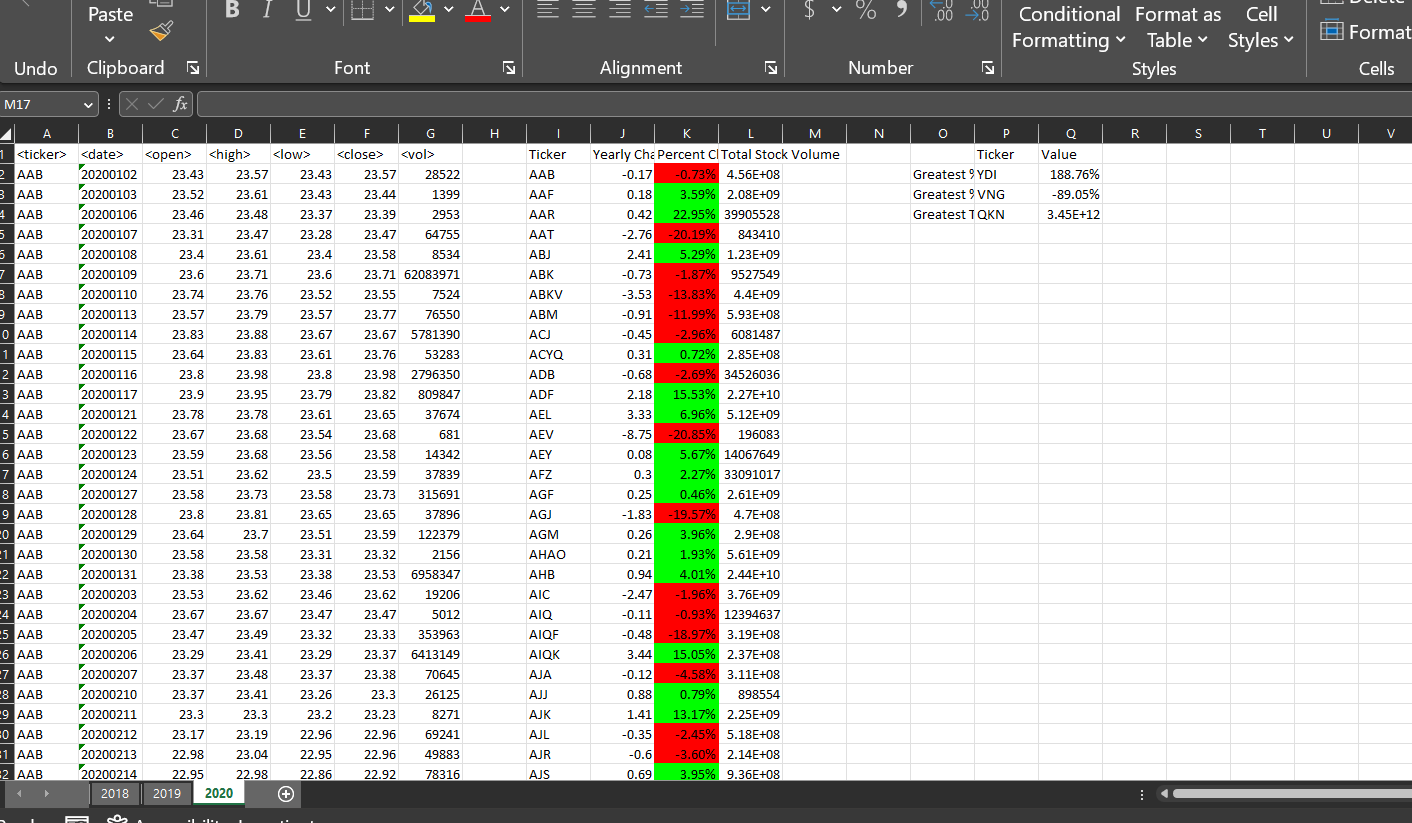 Paste
B I U A $ % 9 .00 .00
Conditional Format as Cell
Formatting Table Styles Format
Undo Clipboard Font Alignment Number Styles Cells
M17 fx
A B C D E F G H I J K L M N O P Q R S T U V
1 <ticker> <date> <open> <high> <low> <close> <vol> Ticker Yearly Cha Percent Cl Total Stock Volume Ticker Value
2 AAB 20200102 23.43 23.57 23.43 23.57 28522 AAB -0.17 -0.73% 4.56E+08 Greatest % YDI 188.76%
3 AAB 20200103 23.52 23.61 23.43 23.44 1399 AAF 0.18 3.59% 2.08E+09 Greatest % VNG -89.05%
4 AAB 20200106 23.46 23.48 23.37 23.39 2953 AAR 0.42 22.95% 39905528 Greatest T QKN 3.45E+12
5 AAB 20200107 23.31 23.47 23.28 23.47 64755 AAT -2.76 -20.19% 843410
6 AAB 20200108 23.4 23.61 23.4 23.58 8534 ABJ 2.41 5.29% 1.23E+09
7 AAB 20200109 23.6 23.71 23.6 23.71 62083971 ABK -0.73 -1.87% 9527549
8 AAB 20200110 23.74 23.76 23.52 23.55 7524 ABKV -3.53 -13.83% 4.4E+09
9 AAB 20200113 23.57 23.79 23.57 23.77 76550 ABM -0.91 -11.99% 5.93E+08
0 AAB 20200114 23.83 23.88 23.67 23.67 5781390 ACJ -0.45 -2.96% 6081487
1 AAB 20200115 23.64 23.83 23.61 23.76 53283 ACYQ 0.31 0.72% 2.85E+08
2 AAB 20200116 23.8 23.98 23.8 23.98 2796350 ADB -0.68 -2.69% 34526036
3 AAB 20200117 23.9 23.95 23.79 23.82 809847 ADF 2.18 15.53% 2.27E+10
4 AAB 20200121 23.78 23.78 23.61 23.65 37674 AEL 3.33 6.96% 5.12E+09
5 AAB 20200122 23.67 23.68 23.54 23.68 681 AEV -8.75 -20.85% 196083
6 AAB 20200123 23.59 23.68 23.56 23.58 14342 AEY 0.08 5.67% 14067649
7 AAB 20200124 23.51 23.62 23.5 23.59 37839 AFZ 0.3 2.27% 33091017
8 AAB 20200127 23.58 23.73 23.58 23.73 315691 AGF 0.25 0.46% 2.61E+09
9 AAB 20200128 23.8 23.81 23.65 23.65 37896 AGJ -1.83 -19.57% 4.7E+08
20 AAB 20200129 23.64 23.7 23.51 23.59 122379 AGM 0.26 3.96% 2.9E+08
21 AAB 20200130 23.58 23.58 23.31 23.32 2156 AHAO 0.21 1.93% 5.61E+09
22 AAB 20200131 23.38 23.53 23.38 23.53 6958347 AHB 0.94 4.01% 2.44E+10
23 AAB 20200203 23.53 23.62 23.46 23.62 19206 AIC -2.47 -1.96% 3.76E+09
24 AAB 20200204 23.67 23.67 23.47 23.47 5012 AIQ -0.11 -0.93% 12394637
25 AAB 20200205 23.47 23.49 23.32 23.33 353963 AIQF -0.48 -18.97% 3.19E+08
26 AAB 20200206 23.29 23.41 23.29 23.37 6413149 AIQK 3.44 15.05% 2.37E+08
27 AAB 20200207 23.37 23.48 23.37 23.38 70645 AJA -0.12 -4.58% 3.11E+08
28 AAB 20200210 23.37 23.41 23.26 23.3 26125 AJJ 0.88 0.79% 898554
29 AAB 20200211 23.3 23.3 23.2 23.23 8271 AJK 1.41 13.17% 2.25E+09
30 AAB 20200212 23.17 23.19 22.96 22.96 69241 AJL -0.35 -2.45% 5.18E+08
31 AAB 20200213 22.98 23.04 22.95 22.96 49883 AJR -0.6 -3.60% 2.14E+08
32 AAB 20200214 22.95 22.98 22.86 22.92 78316 AJS 0.69 3.95% 9.36E+08
2018 2019 2020